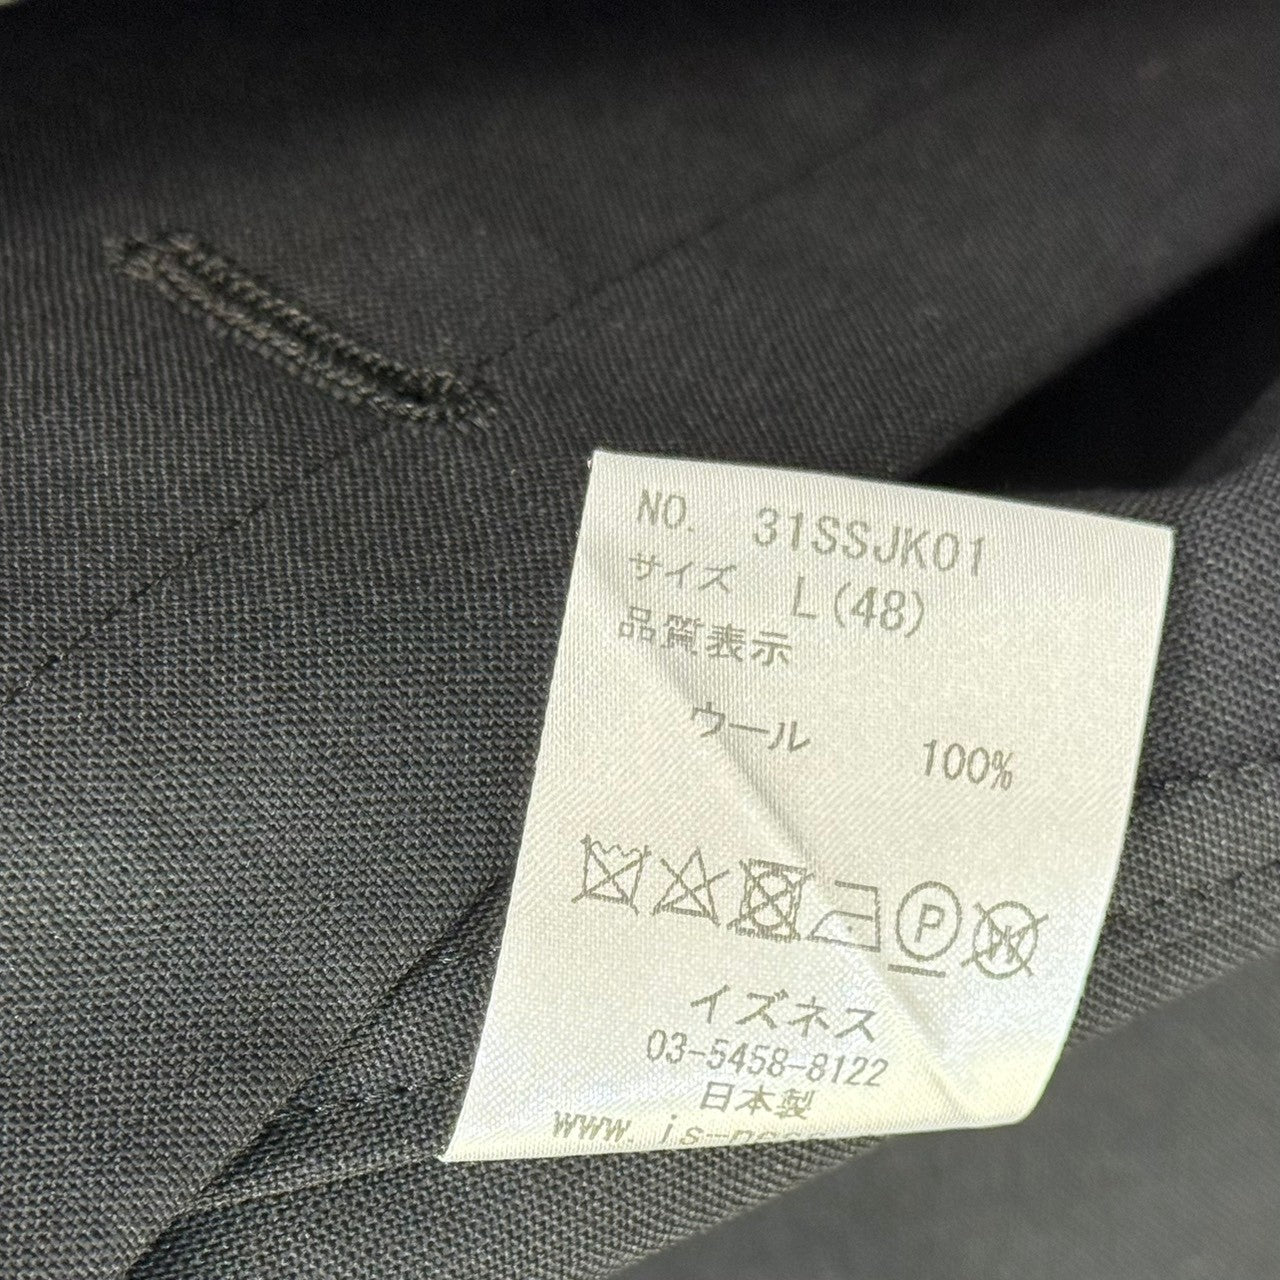 NO. 31SSJK01
サイズ L(48)
品質表示
ウール 100%
P W
イズネス
03-5458-8122
日本製